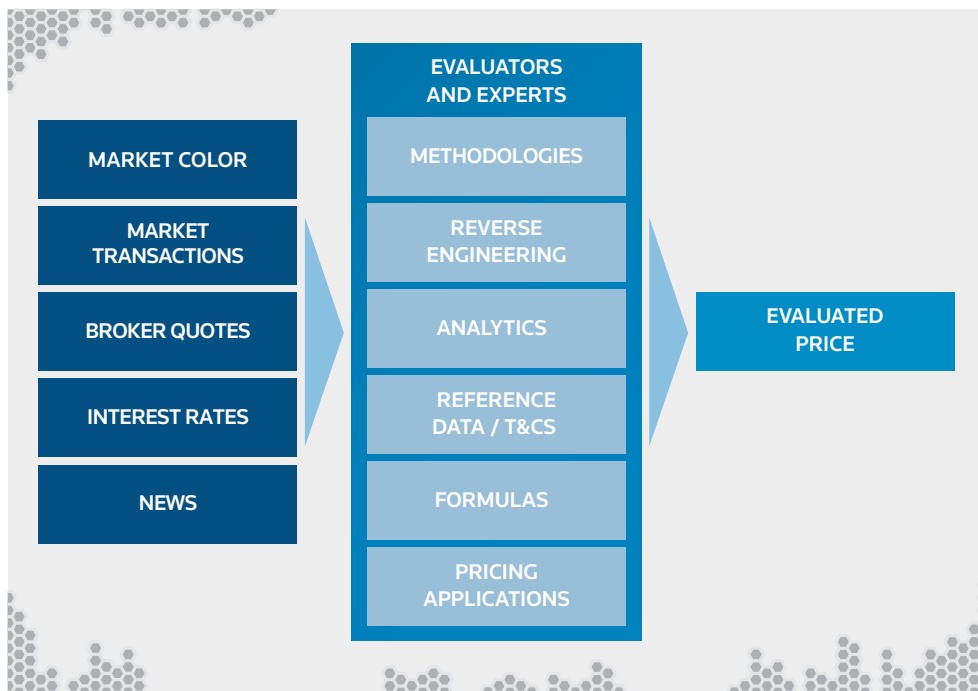 MARKET COLOR
MARKET
TRANSACTIONS
BROKER QUOTES
INTEREST RATES
NEWS
EVALUATORS
AND EXPERTS
METHODOLOGIES
REVERSE
ENGINEERING
ANALYTICS
REFERENCE
DATA / T&CS
FORMULAS
PRICING
APPLICATIONS
EVALUATED
PRICE